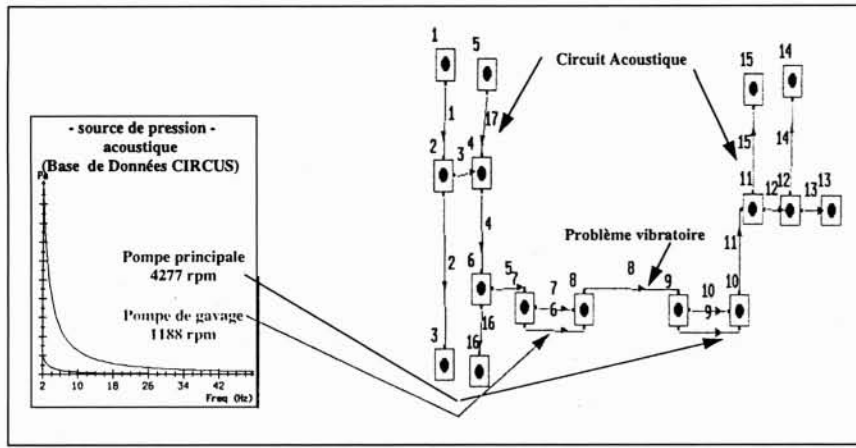 - source de pression -
acoustique
(Base de Données CIRCUS)
Pa
Pompe principale
4277 rpm
Pompe de gavage
1188 rpm
2 10 18 26 34 42
Freq (Hz)
Circuit Acoustique
Problème vibratoire
1
5
1
17
2
3
4
2
4
6
5
7
7
6
8
8
9
10
9
10
3
16
16
11
15
14
15
14
11
12
12
13
13